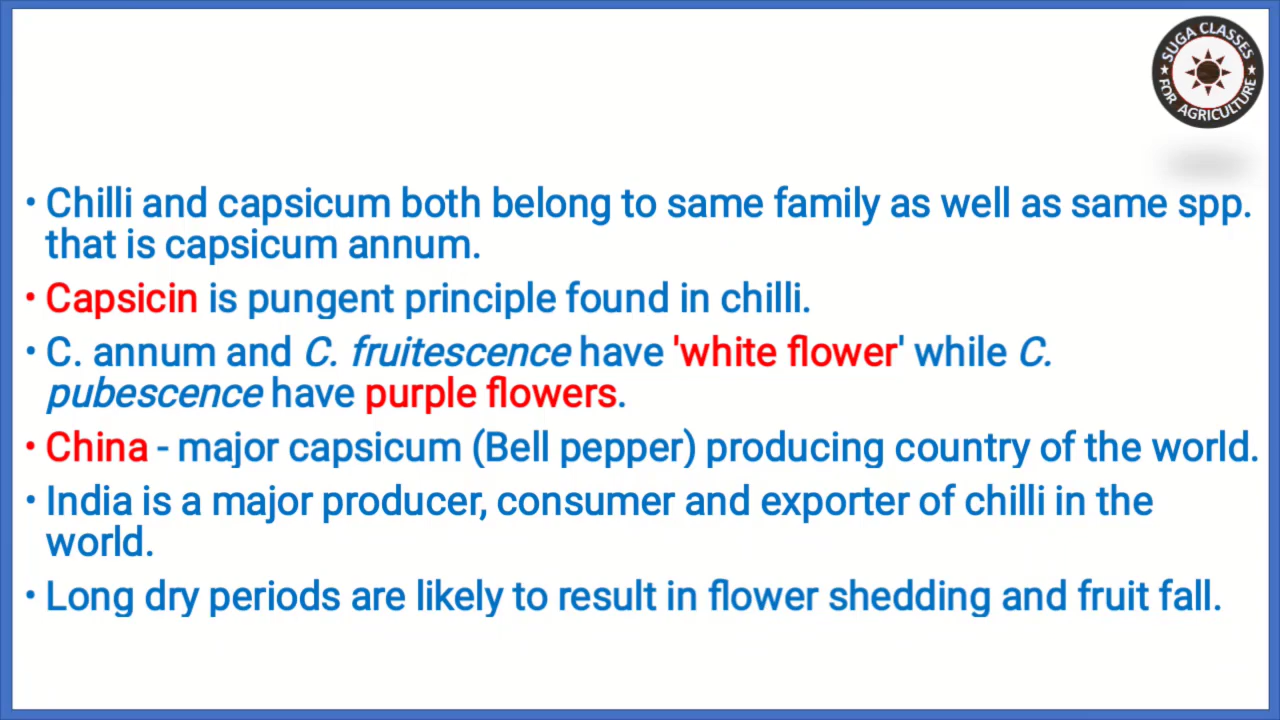 SUGA CLASSES
FOR AGRICULTURE
• Chilli and capsicum both belong to same family as well as same spp.
that is capsicum annum.
• Capsicin is pungent principle found in chilli.
• C. annum and C. fruitescence have 'white flower' while C.
pubescence have purple flowers.
• China - major capsicum (Bell pepper) producing country of the world.
• India is a major producer, consumer and exporter of chilli in the
world.
• Long dry periods are likely to result in flower shedding and fruit fall.